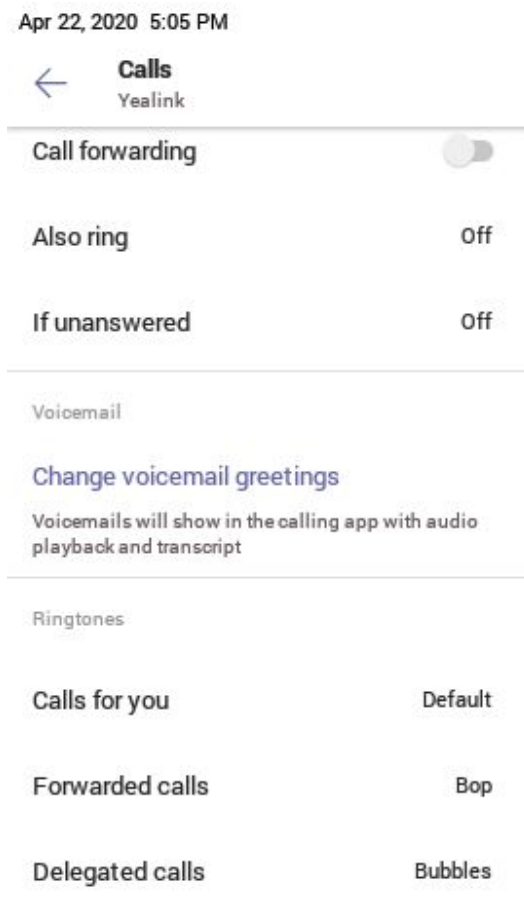 Apr 22, 2020 5:05 PM
Calls
Yealink
Call forwarding
Also ring Off
If unanswered Off
Voicemail
Change voicemail greetings
Voicemails will show in the calling app with audio
playback and transcript
Ringtones
Calls for you Default
Forwarded calls Bop
Delegated calls Bubbles